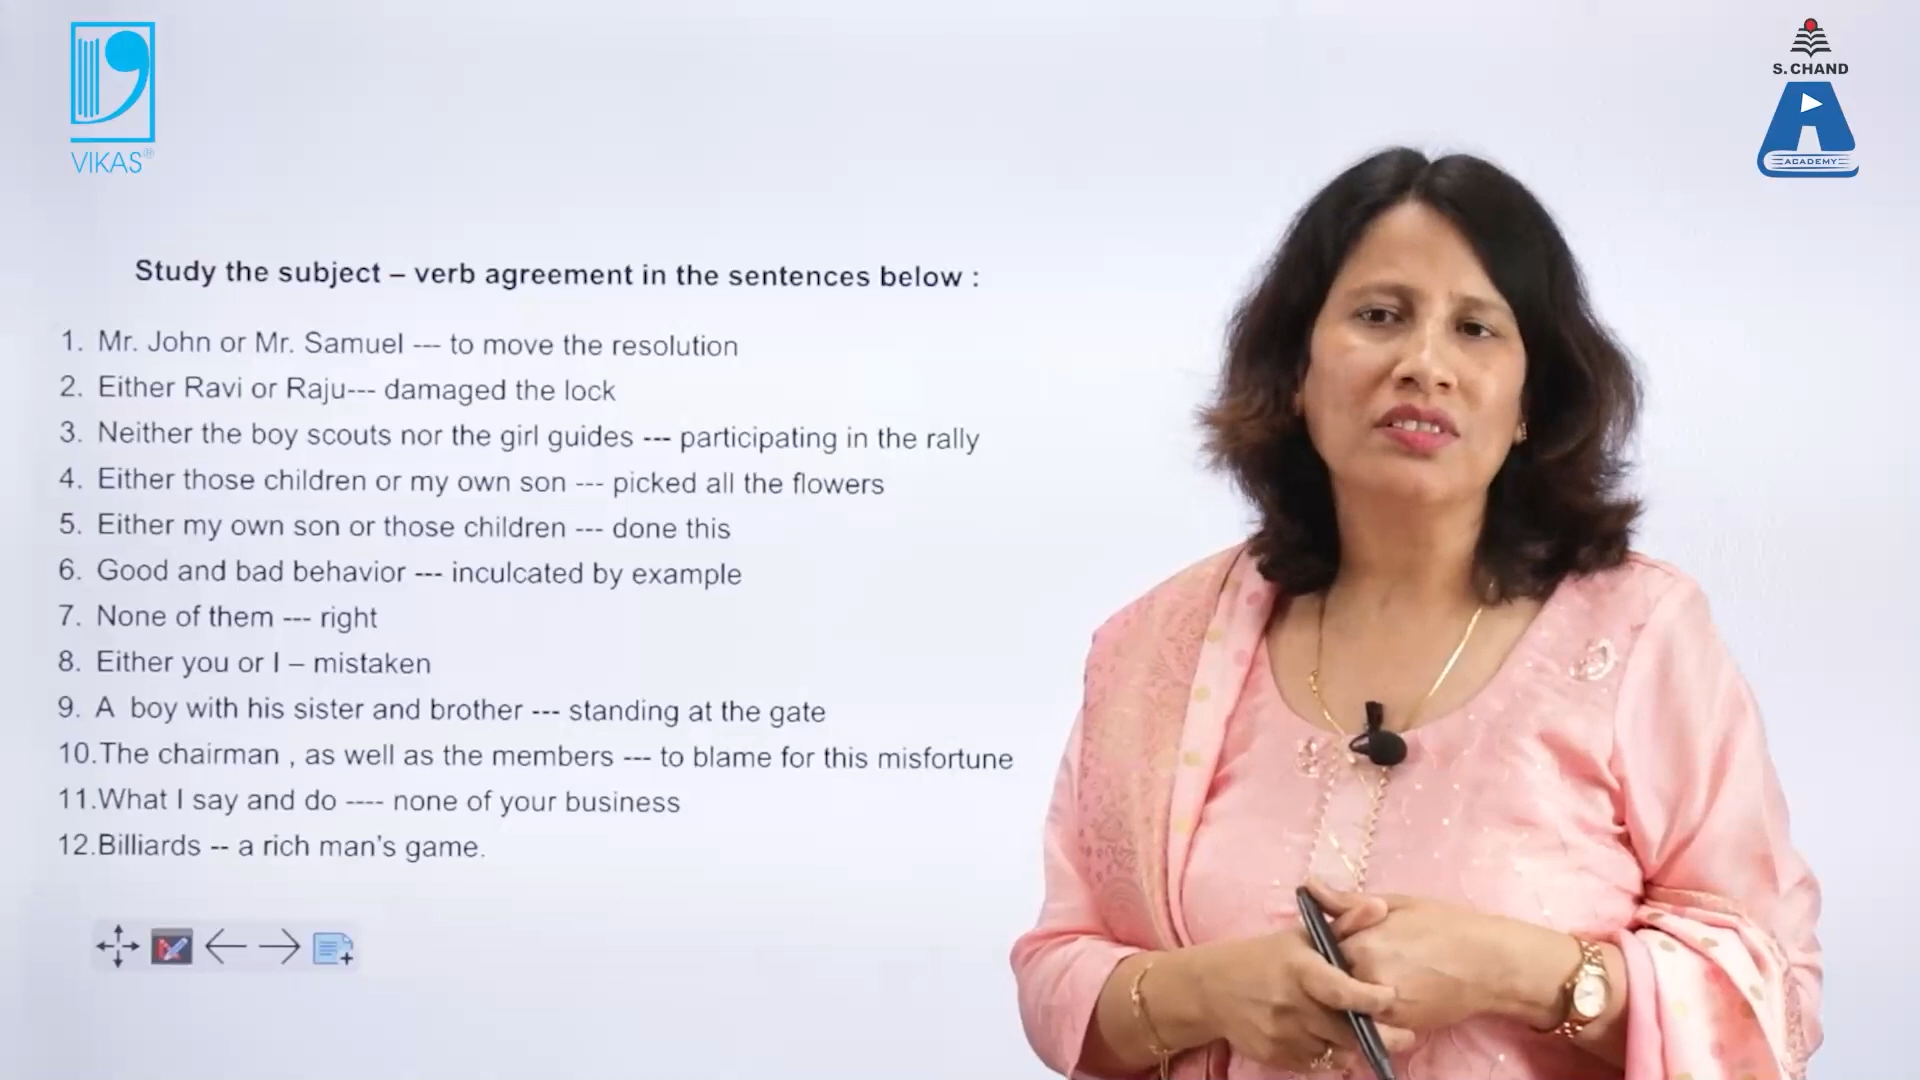 VIKAS®
S. CHAND
ACADEMY
Study the subject – verb agreement in the sentences below :
1. Mr. John or Mr. Samuel --- to move the resolution
2. Either Ravi or Raju--- damaged the lock
3. Neither the boy scouts nor the girl guides --- participating in the rally
4. Either those children or my own son --- picked all the flowers
5. Either my own son or those children --- done this
6. Good and bad behavior --- inculcated by example
7. None of them --- right
8. Either you or I – mistaken
9. A boy with his sister and brother --- standing at the gate
10.The chairman , as well as the members --- to blame for this misfortune
11.What I say and do ---- none of your business
12.Billiards -- a rich man's game.